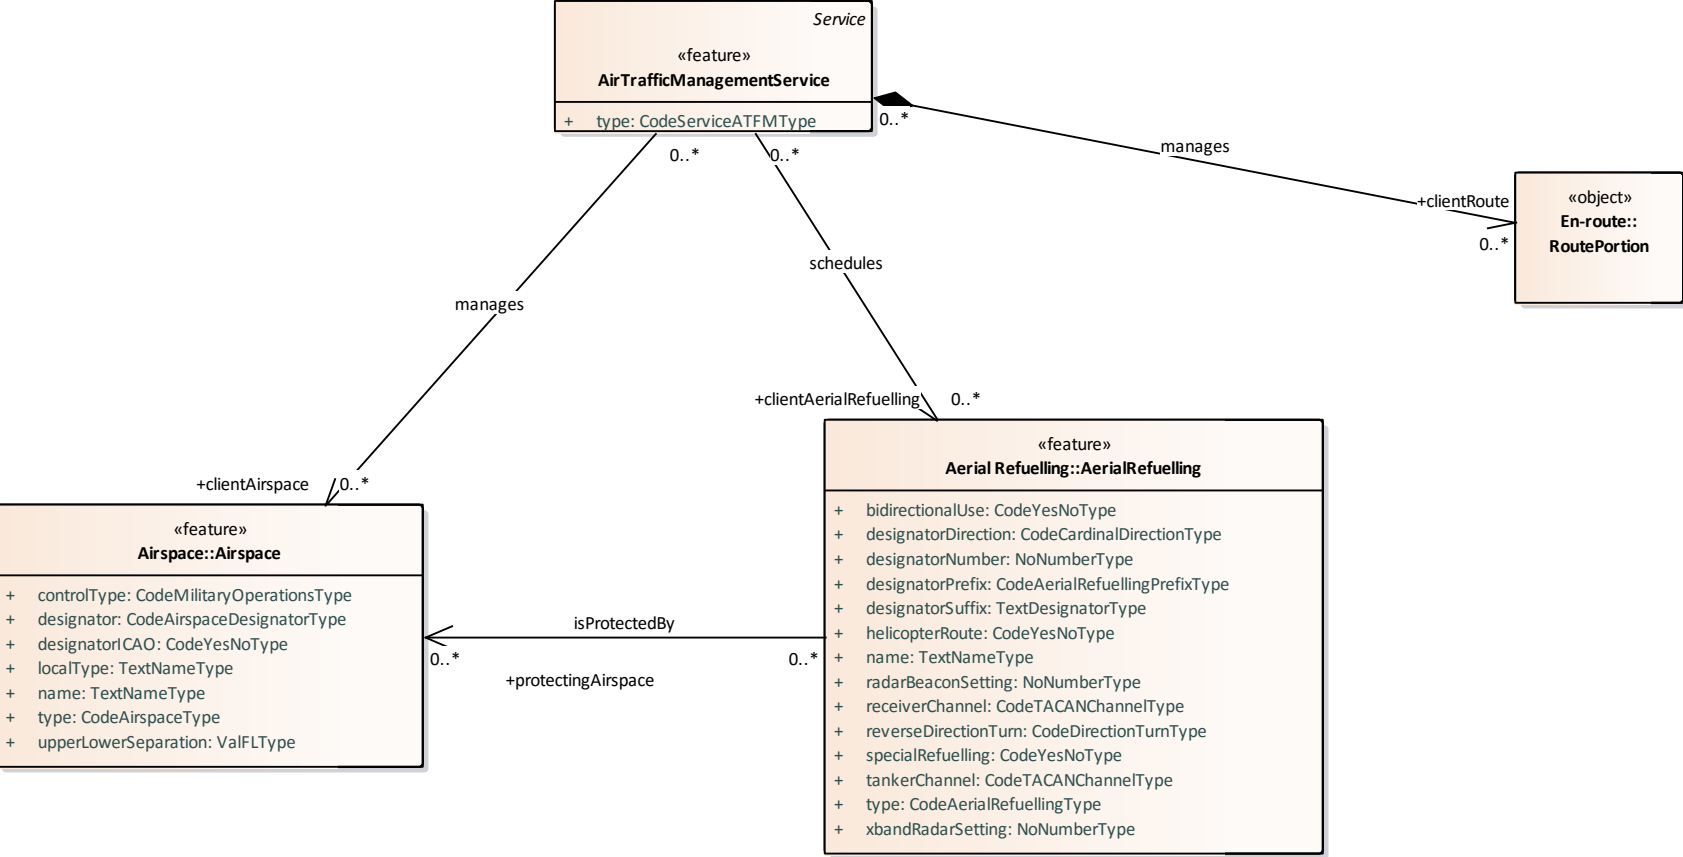 Service
«feature»
AirTrafficManagementService
+ type: CodeServiceATFMType
0..*
0..*
0..*
manages
+clientRoute
0..*
«object»
En-route::
RoutePortion
schedules
manages
+clientAerialRefuelling
0..*
+clientAirspace
0..*
«feature»
Airspace::Airspace
+ controlType: CodeMilitaryOperationsType
+ designator: CodeAirspaceDesignatorType
+ designatorICAO: CodeYesNoType
+ localType: TextNameType
+ name: TextNameType
+ type: CodeAirspaceType
+ upperLowerSeparation: ValFLType
isProtectedBy
0..*
0..*
+protectingAirspace
«feature»
Aerial Refuelling::AerialRefuelling
+ bidirectionalUse: CodeYesNoType
+ designatorDirection: CodeCardinalDirectionType
+ designatorNumber: NoNumberType
+ designatorPrefix: CodeAerialRefuellingPrefixType
+ designatorSuffix: TextDesignatorType
+ helicopterRoute: CodeYesNoType
+ name: TextNameType
+ radarBeaconSetting: NoNumberType
+ receiverChannel: CodeTACANChannelType
+ reverseDirectionTurn: CodeDirectionTurnType
+ specialRefuelling: CodeYesNoType
+ tankerChannel: CodeTACANChannelType
+ type: CodeAerialRefuellingType
+ xbandRadarSetting: NoNumberType